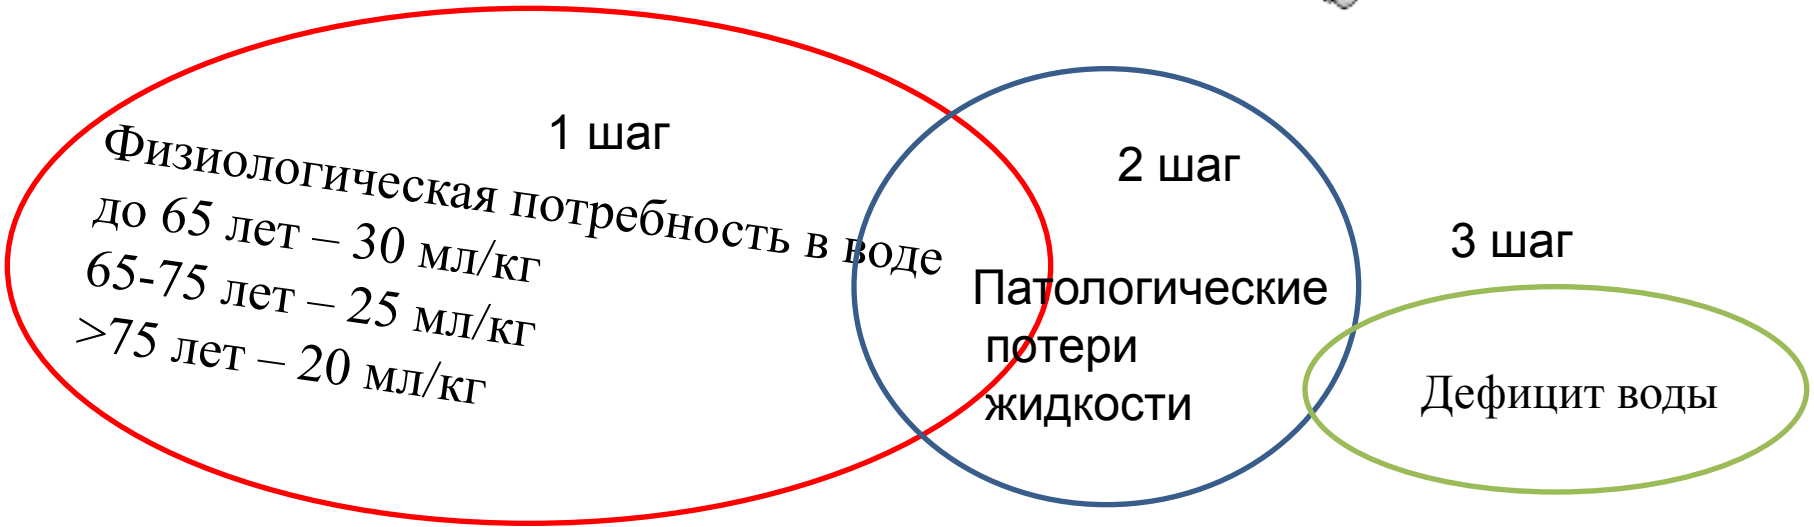 1 шаг
Физиологическая потребность в воде
до 65 лет – 30 мл/кг
65-75 лет – 25 мл/кг
>75 лет – 20 мл/кг
2 шаг
Патологические
потери
жидкости
3 шаг
Дефицит воды